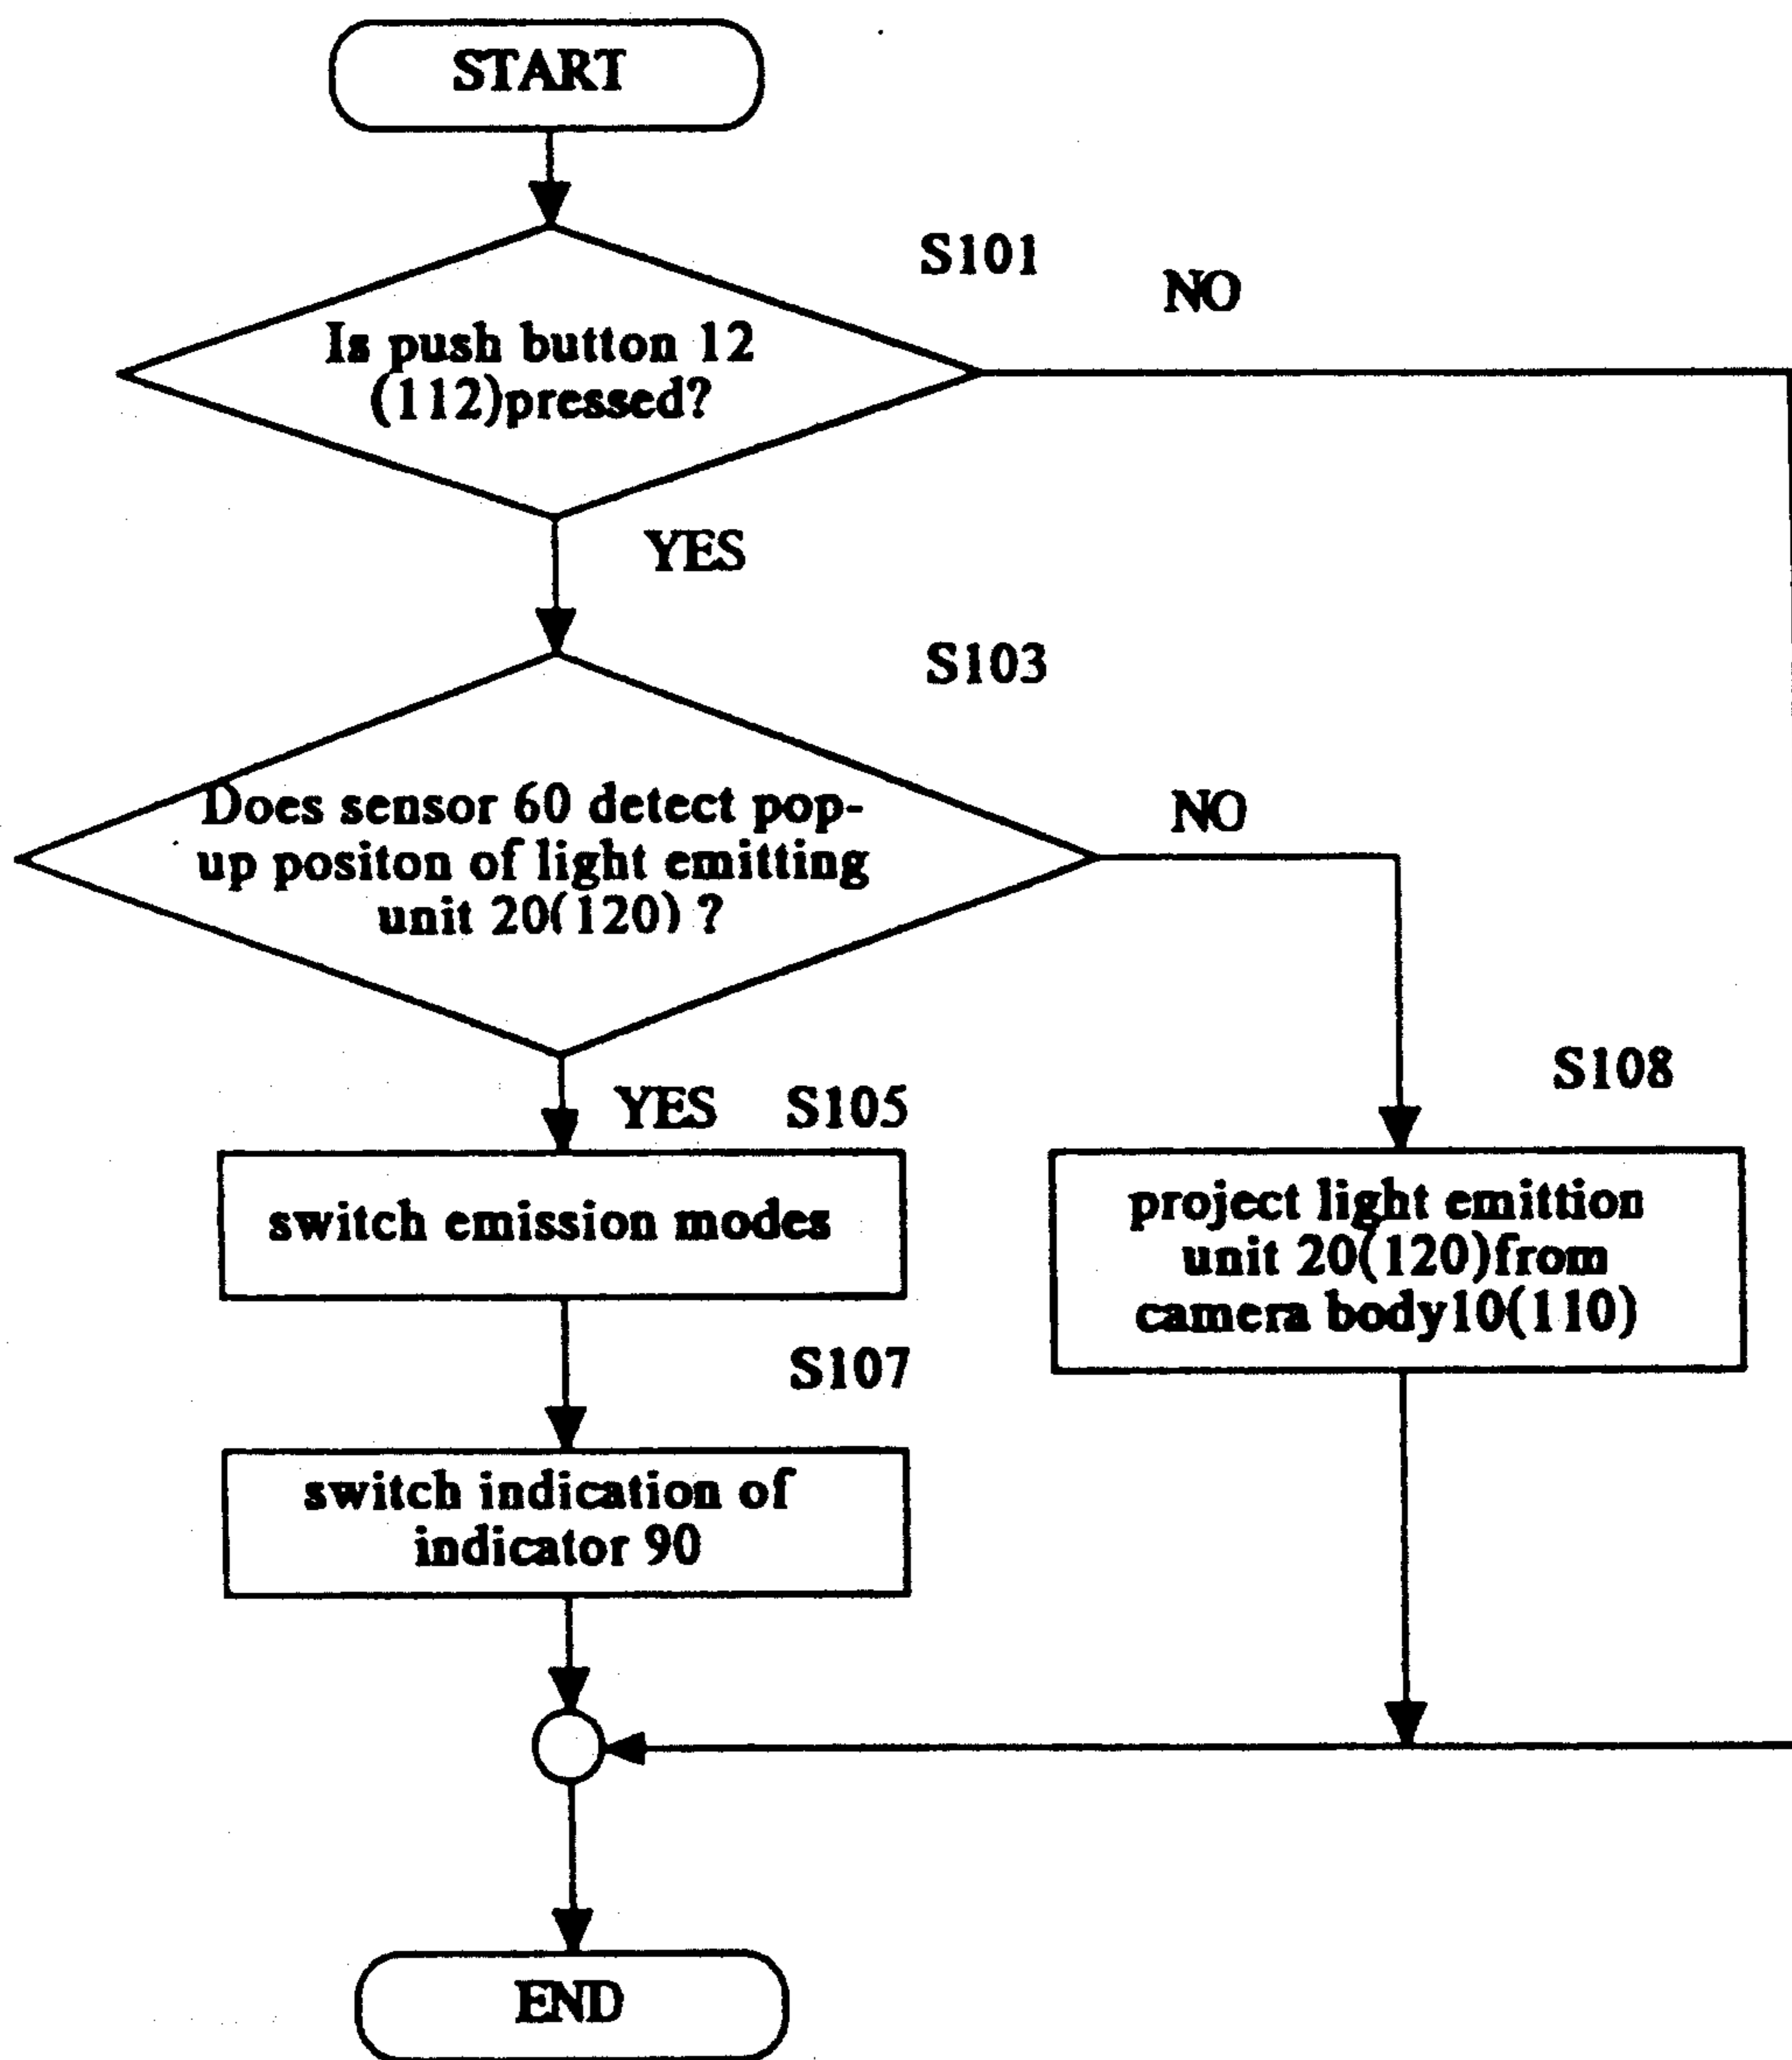 START
S101
NO
Is push button 12
(112)pressed?
YES
S103
Does sensor 60 detect pop-
up positon of light emitting
unit 20(120) ?
NO
YES
S105
S108
switch emission modes
project light emittion
unit 20(120)from
camera body10(110)
S107
switch indication of
indicator 90
END